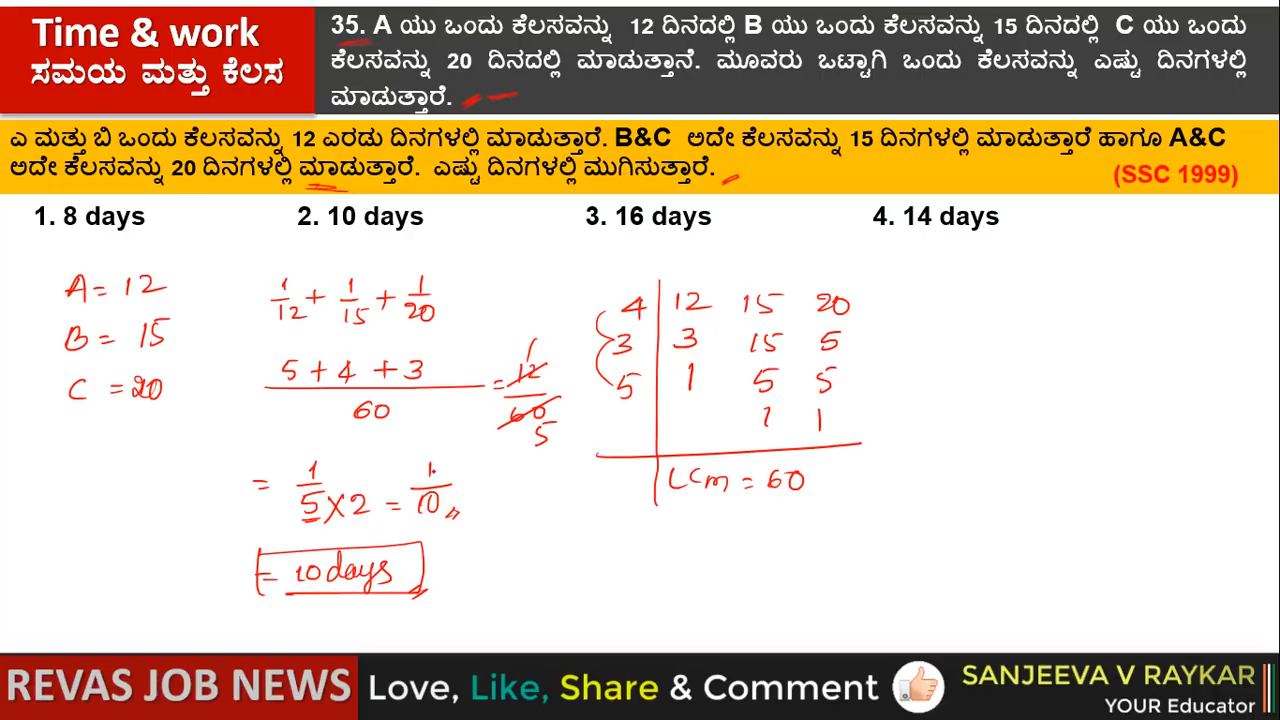 Time & work
ಸಮಯ ಮತ್ತು ಕೆಲಸ
35. A ಯು ಒಂದು ಕೆಲಸವನ್ನು 12 ದಿನದಲ್ಲಿ B ಯು ಒಂದು ಕೆಲಸವನ್ನು 15 ದಿನದಲ್ಲಿ C ಯು ಒಂದು
ಕೆಲಸವನ್ನು 20 ದಿನದಲ್ಲಿ ಮಾಡುತ್ತಾನೆ. ಮೂವರು ಒಟ್ಟಾಗಿ ಒಂದು ಕೆಲಸವನ್ನು ಎಷ್ಟು ದಿನಗಳಲ್ಲಿ
ಮಾಡುತ್ತಾರೆ.
ಎ ಮತ್ತು ಬಿ ಒಂದು ಕೆಲಸವನ್ನು 12 ಎರಡು ದಿನಗಳಲ್ಲಿ ಮಾಡುತ್ತಾರೆ. B&C ಅದೇ ಕೆಲಸವನ್ನು 15 ದಿನಗಳಲ್ಲಿ ಮಾಡುತ್ತಾರೆ ಹಾಗೂ A&C
ಅದೇ ಕೆಲಸವನ್ನು 20 ದಿನಗಳಲ್ಲಿ ಮಾಡುತ್ತಾರೆ. ಎಷ್ಟು ದಿನಗಳಲ್ಲಿ ಮುಗಿಸುತ್ತಾರೆ.
(SSC 1999)
1. 8 days 2. 10 days 3. 16 days 4. 14 days
A = 12
B = 15
C = 20
1/12 + 1/15 + 1/20
5 + 4 + 3 / 60 = 12/60
1
5
= 1/5 × 2 = 1/10 "
= 10 days
4 | 12 15 20
3 | 3 15 5
5 | 1 5 5
1 1
LCm = 60
REVAS JOB NEWS
Love, Like, Share & Comment
SANJEEVA V RAYKAR
YOUR Educator